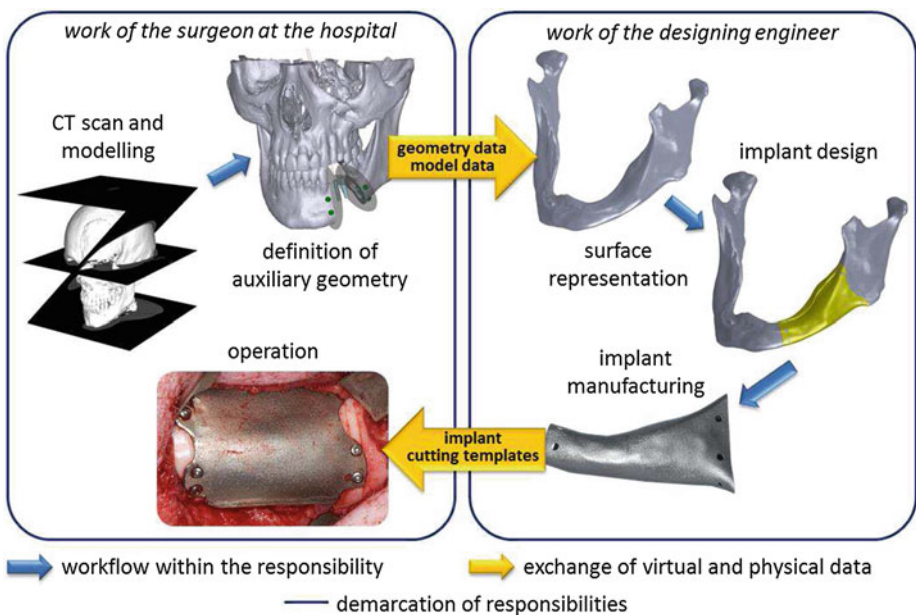 work of the surgeon at the hospital
work of the designing engineer
CT scan and
modelling
geometry data
model data
implant design
definition of
auxiliary geometry
surface
representation
operation
implant
manufacturing
implant
cutting templates
workflow within the responsibility
exchange of virtual and physical data
demarcation of responsibilities